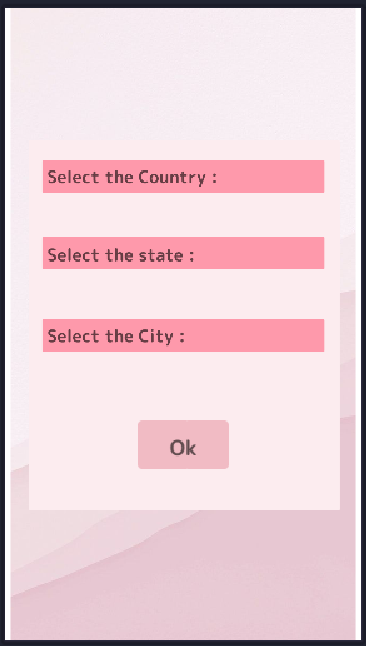 Select the Country :
Select the state :
Select the City :
Ok